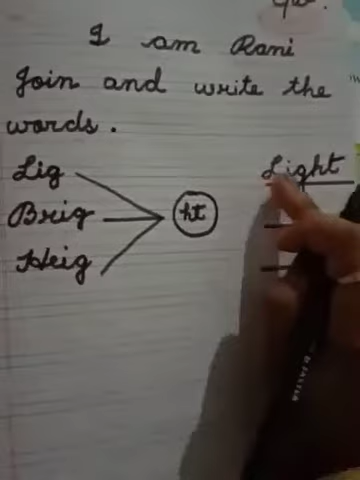 I am Rani
Join and write the
words.
Lig
Brig
Heig
ht
Light